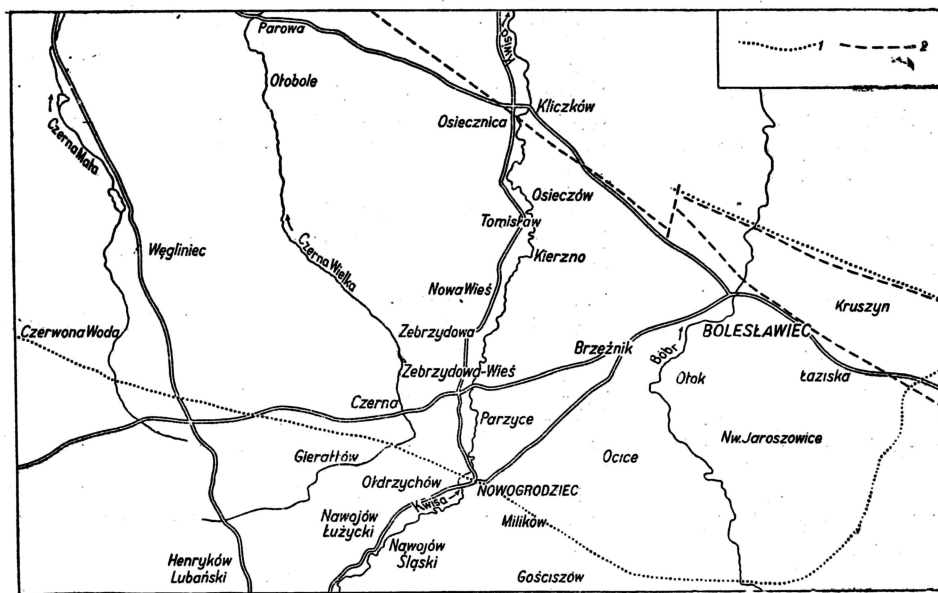 1
2
Parowa
Kwisa
Ołobole
Kliczków
Osiecznica
Czerna Mała
Osieczów
Tomisław
Węgliniec
Kierzno
Czerna Wielka
Nowa Wieś
Kruszyn
Czerwona Woda
Zebrzydowa
BOLESŁAWIEC
Brzeźnik
Bóbr
Zebrzydowa-Wieś
Otok
Łaziska
Czerna
Parzyce
Nw. Jaroszowice
Gierałtów
Ocice
Ołdrzychów
NOWOGRODZIEC
Kwisa
Nawojów
Łużycki
Milików
Nawojów
Śląski
Henryków
Lubański
Gościszów